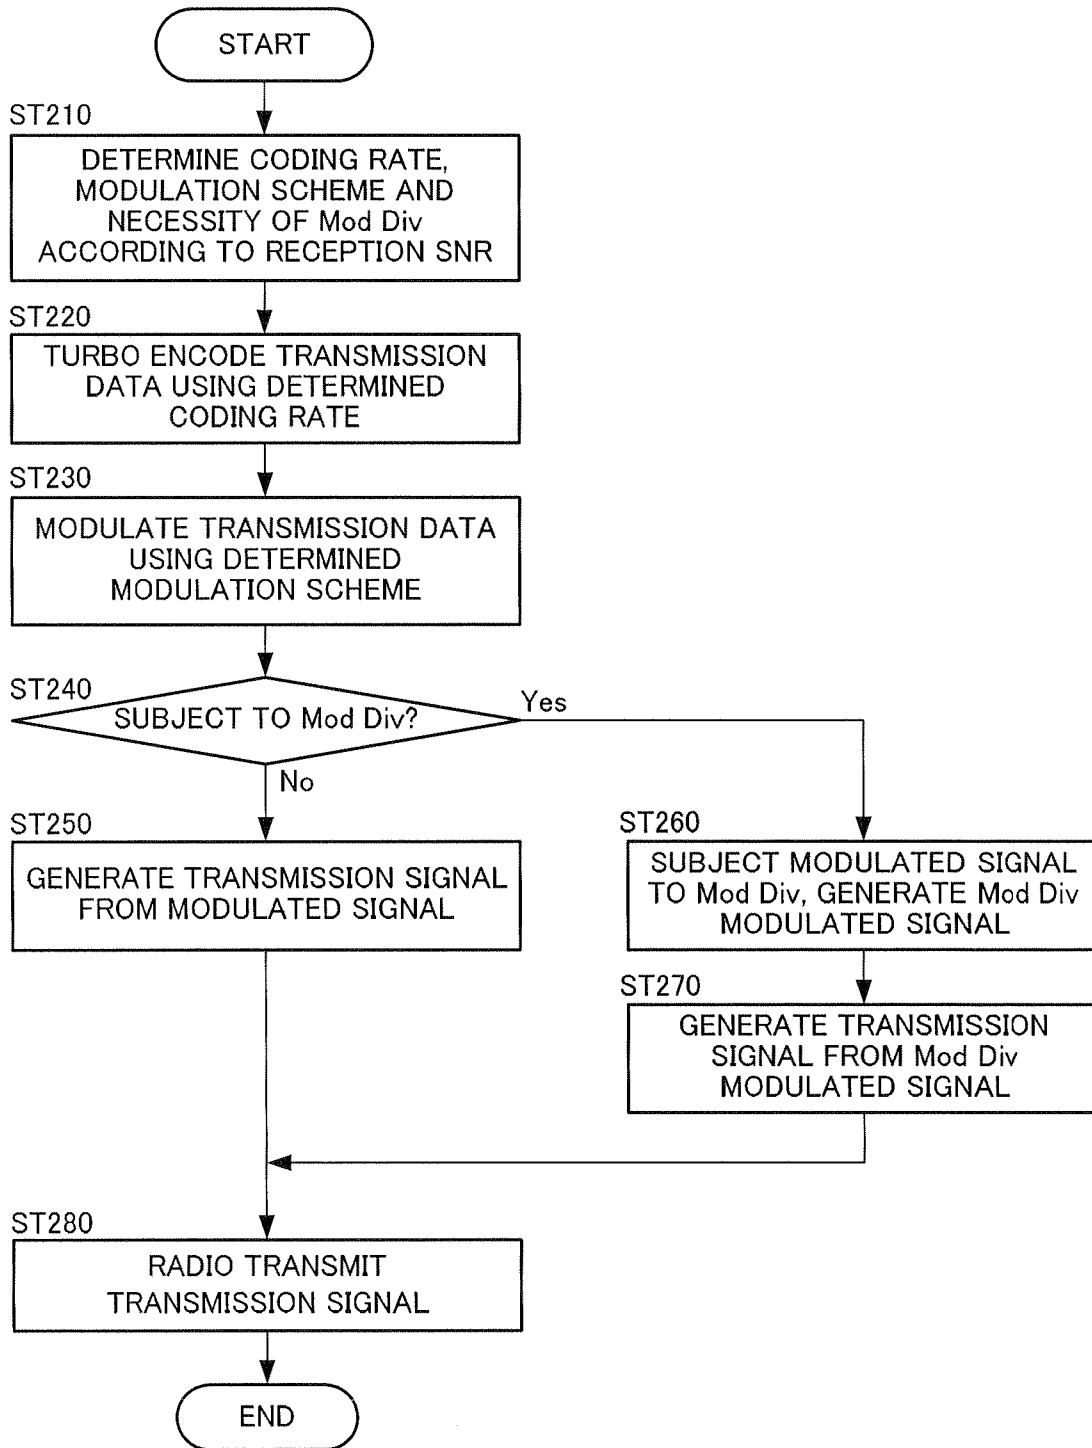 START
ST210
DETERMINE CODING RATE,
MODULATION SCHEME AND
NECESSITY OF Mod Div
ACCORDING TO RECEPTION SNR
ST220
TURBO ENCODE TRANSMISSION
DATA USING DETERMINED
CODING RATE
ST230
MODULATE TRANSMISSION DATA
USING DETERMINED
MODULATION SCHEME
ST240
SUBJECT TO Mod Div?
Yes
No
ST250
GENERATE TRANSMISSION SIGNAL
FROM MODULATED SIGNAL
ST260
SUBJECT MODULATED SIGNAL
TO Mod Div, GENERATE Mod Div
MODULATED SIGNAL
ST270
GENERATE TRANSMISSION
SIGNAL FROM Mod Div
MODULATED SIGNAL
ST280
RADIO TRANSMIT
TRANSMISSION SIGNAL
END